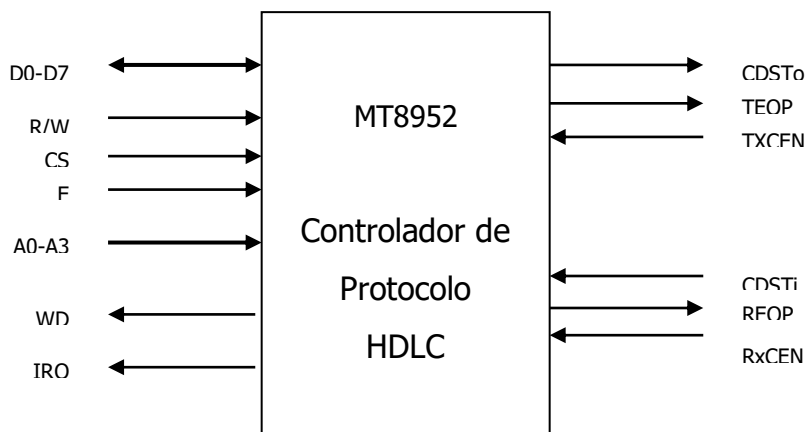 D0-D7
R/W
CS
E
A0-A3
WD
IRQ
MT8952
Controlador de
Protocolo
HDLC
CDSTo
TEOP
TXCEN
CDSTi
REOP
RxCEN